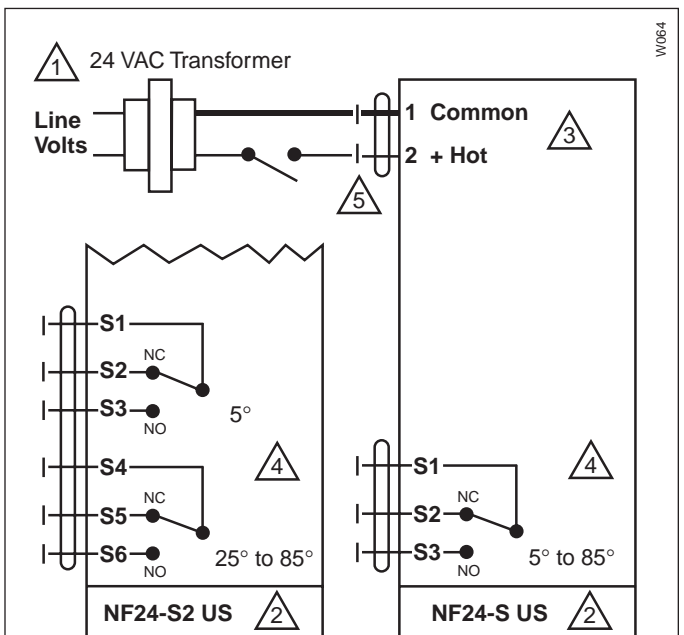 W064
1 24 VAC Transformer
Line
Volts
1 Common
3
2 + Hot
5
S1
S2 NC
S3 NO
5°
S4
4
S5 NC
S6 NO
25° to 85°
NF24-S2 US 2
S1
4
S2 NC
S3 NO
5° to 85°
NF24-S US 2